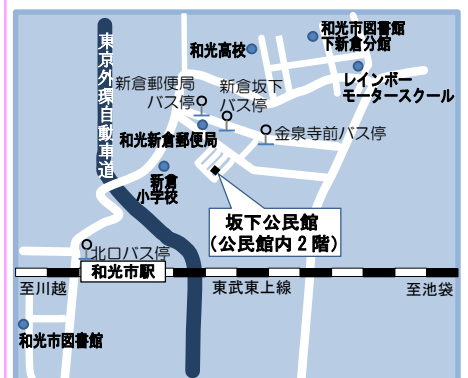 東京外環自動車道
和光高校
和光市図書館
下新倉分館
レインボー
モータースクール
新倉郵便局
バス停
新倉坂下
バス停
金泉寺前バス停
和光新倉郵便局
新倉
小学校
坂下公民館
（公民館内2階）
北口バス停
和光市駅
至川越
東武東上線
至池袋
和光市図書館